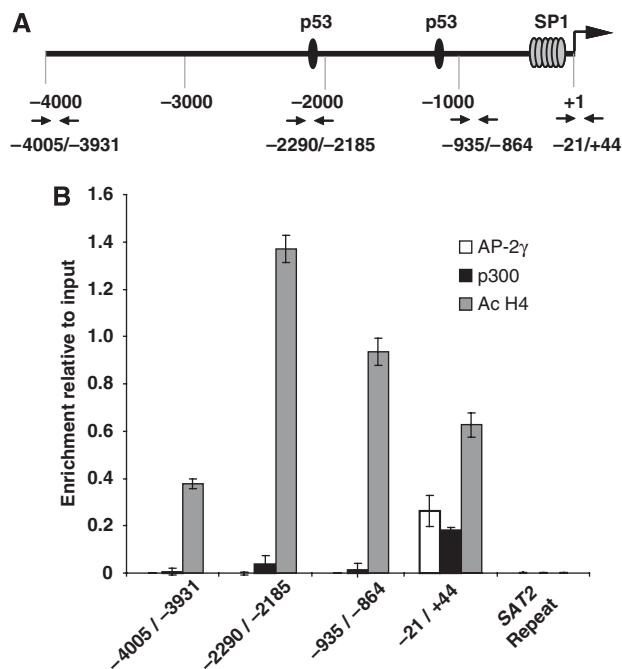 A
p53 p53 SP1
−4000 −3000 −2000 −1000 +1
−4005/−3931 −2290/−2185 −935/−864 −21/+44
B
Enrichment relative to input
1.6
1.4
1.2
1.0
0.8
0.6
0.4
0.2
0
AP-2γ
p300
Ac H4
−4005 / −3931
−2290 / −2185
−935 / −864
−21 / +44
SAT2
Repeat